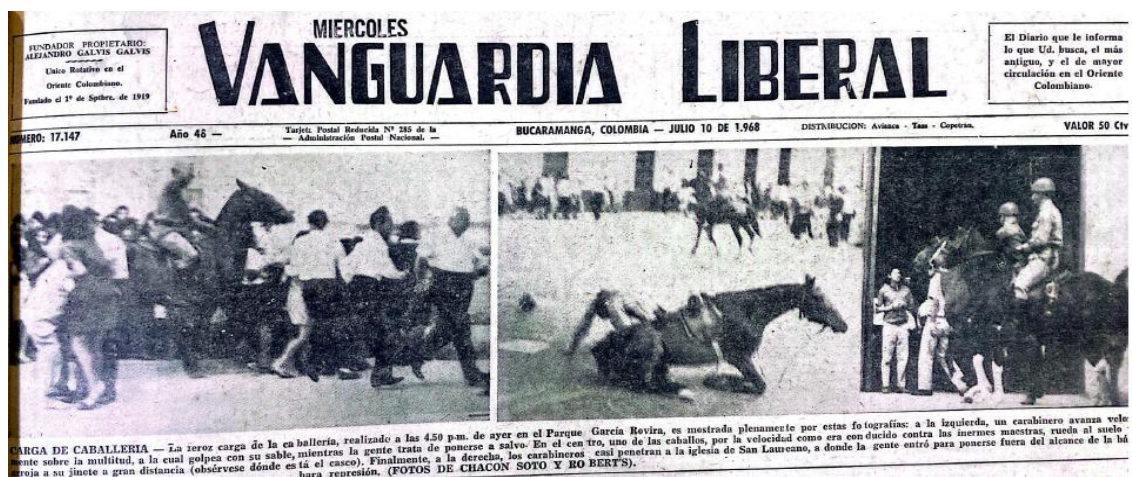 FUNDADOR PROPIETARIO:
ALEJANDRO GALVIS GALVIS
Unico Rotativo en el
Oriente Colombiano.
Fundado el 1º de Sptbre. de 1919
MIERCOLES
VANGUARDIA LIBERAL
El Diario que le informa
lo que Ud. busca, el más
antiguo, y el de mayor
circulación en el Oriente
Colombiano.
NUMERO: 17.147
Año 48 —
Tarjeta Postal Reducida Nº 285 de la
— Administración Postal Nacional. —
BUCARAMANGA, COLOMBIA — JULIO 10 DE 1.968
DISTRIBUCION: Avianca - Taxa - Copetran.
VALOR 50 Ctv
CARGA DE CABALLERIA — La feroz carga de la caballería, realizado a las 4.50 p.m. de ayer en el Parque García Rovira, es mostrada plenamente por estas fotografías: a la izquierda, un carabinero avanza veloz
mente sobre la multitud, a la cual golpea con su sable, mientras la gente trata de ponerse a salvo. En el centro, uno de los caballos, por la velocidad como era conducido contra las inermes maestras, rueda al suelo
arroja a su jinete a gran distancia (obsérvese dónde está el casco). Finalmente, a la derecha, los carabineros casi penetran a la iglesia de San Laureano, a donde la gente entró para ponerse fuera del alcance de la bá
bara represión. (FOTOS DE CHACON SOTO Y ROBERT'S).